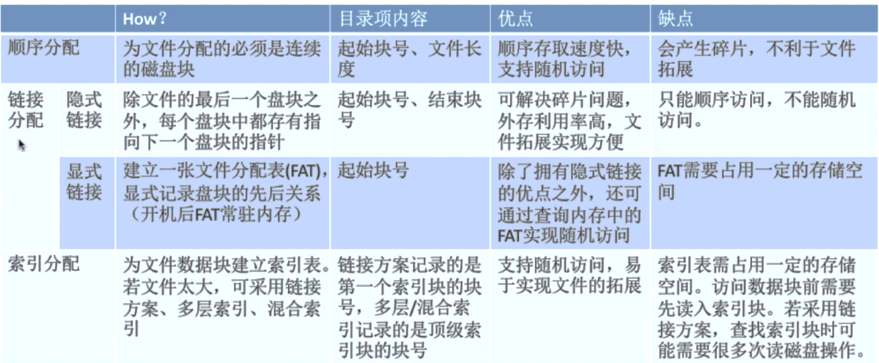 How?
目录项内容
优点
缺点
顺序分配
为文件分配的必须是连续
的磁盘块
起始块号、文件长
度
顺序存取速度快，
支持随机访问
会产生碎片，不利于文件
拓展
链接
分配
隐式
链接
除文件的最后一个盘块之
外，每个盘块中都存有指
向下一个盘块的指针
起始块号、结束块
号
可解决碎片问题，
外存利用率高，文
件拓展实现方便
只能顺序访问，不能随机
访问。
显式
链接
建立一张文件分配表(FAT)，
显式记录盘块的先后关系
（开机后FAT常驻内存）
起始块号
除了拥有隐式链接
的优点之外，还可
通过查询内存中的
FAT实现随机访问
FAT需要占用一定的存储空
间
索引分配
为文件数据块建立索引表。
若文件太大，可采用链接
方案、多层索引、混合索
引
链接方案记录的是
第一个索引块的块
号，多层/混合索
引记录的是顶级索
引块的块号
支持随机访问，易
于实现文件的拓展
索引表需占用一定的存储
空间。访问数据块前需要
先读入索引块。若采用链
接方案，查找索引块时可
能需要很多次读磁盘操作。